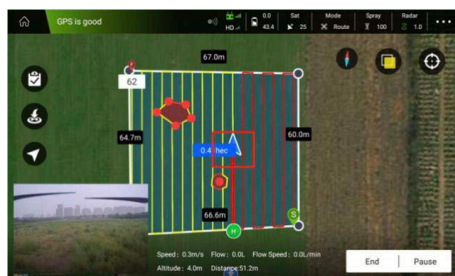 GPS is good
HD
0.0
43.4
Sat
25
Mode
Route
Spray
100
Radar
1.0
67.0m
62
64.7m
60.0m
0.4 hec
66.6m
S
H
Speed: 0.3m/s Flow: 0.0L Flow Speed: 0.0L/min
Altitude: 4.0m Distance:51.2m
End
Pause